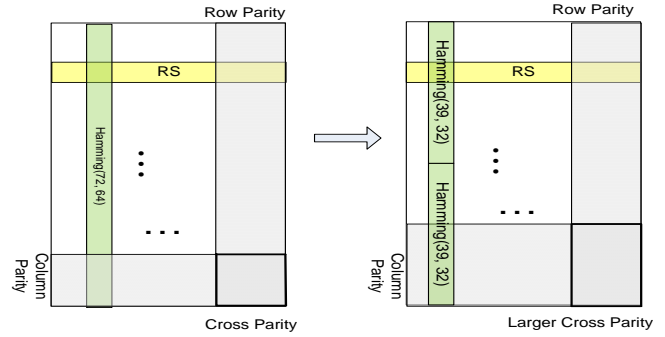 Row Parity
RS
Hamming(72, 64)
Column
Parity
Cross Parity
Row Parity
RS
Hamming(39, 32)
Hamming(39, 32)
Column
Parity
Larger Cross Parity